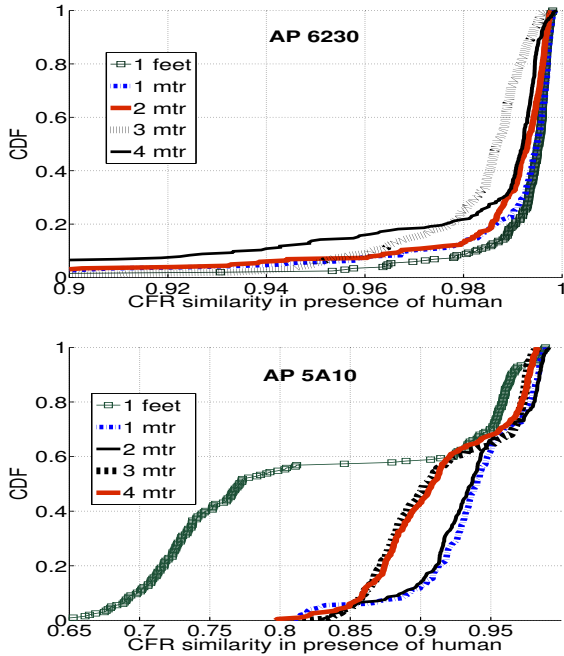 AP 6230
1
0.8
0.6
0.4
0.2
0
CDF
1 feet
1 mtr
2 mtr
3 mtr
4 mtr
0.9 0.92 0.94 0.96 0.98 1
CFR similarity in presence of human
AP 5A10
1
0.8
0.6
0.4
0.2
0
CDF
1 feet
1 mtr
2 mtr
3 mtr
4 mtr
0.65 0.7 0.75 0.8 0.85 0.9 0.95
CFR similarity in presence of human